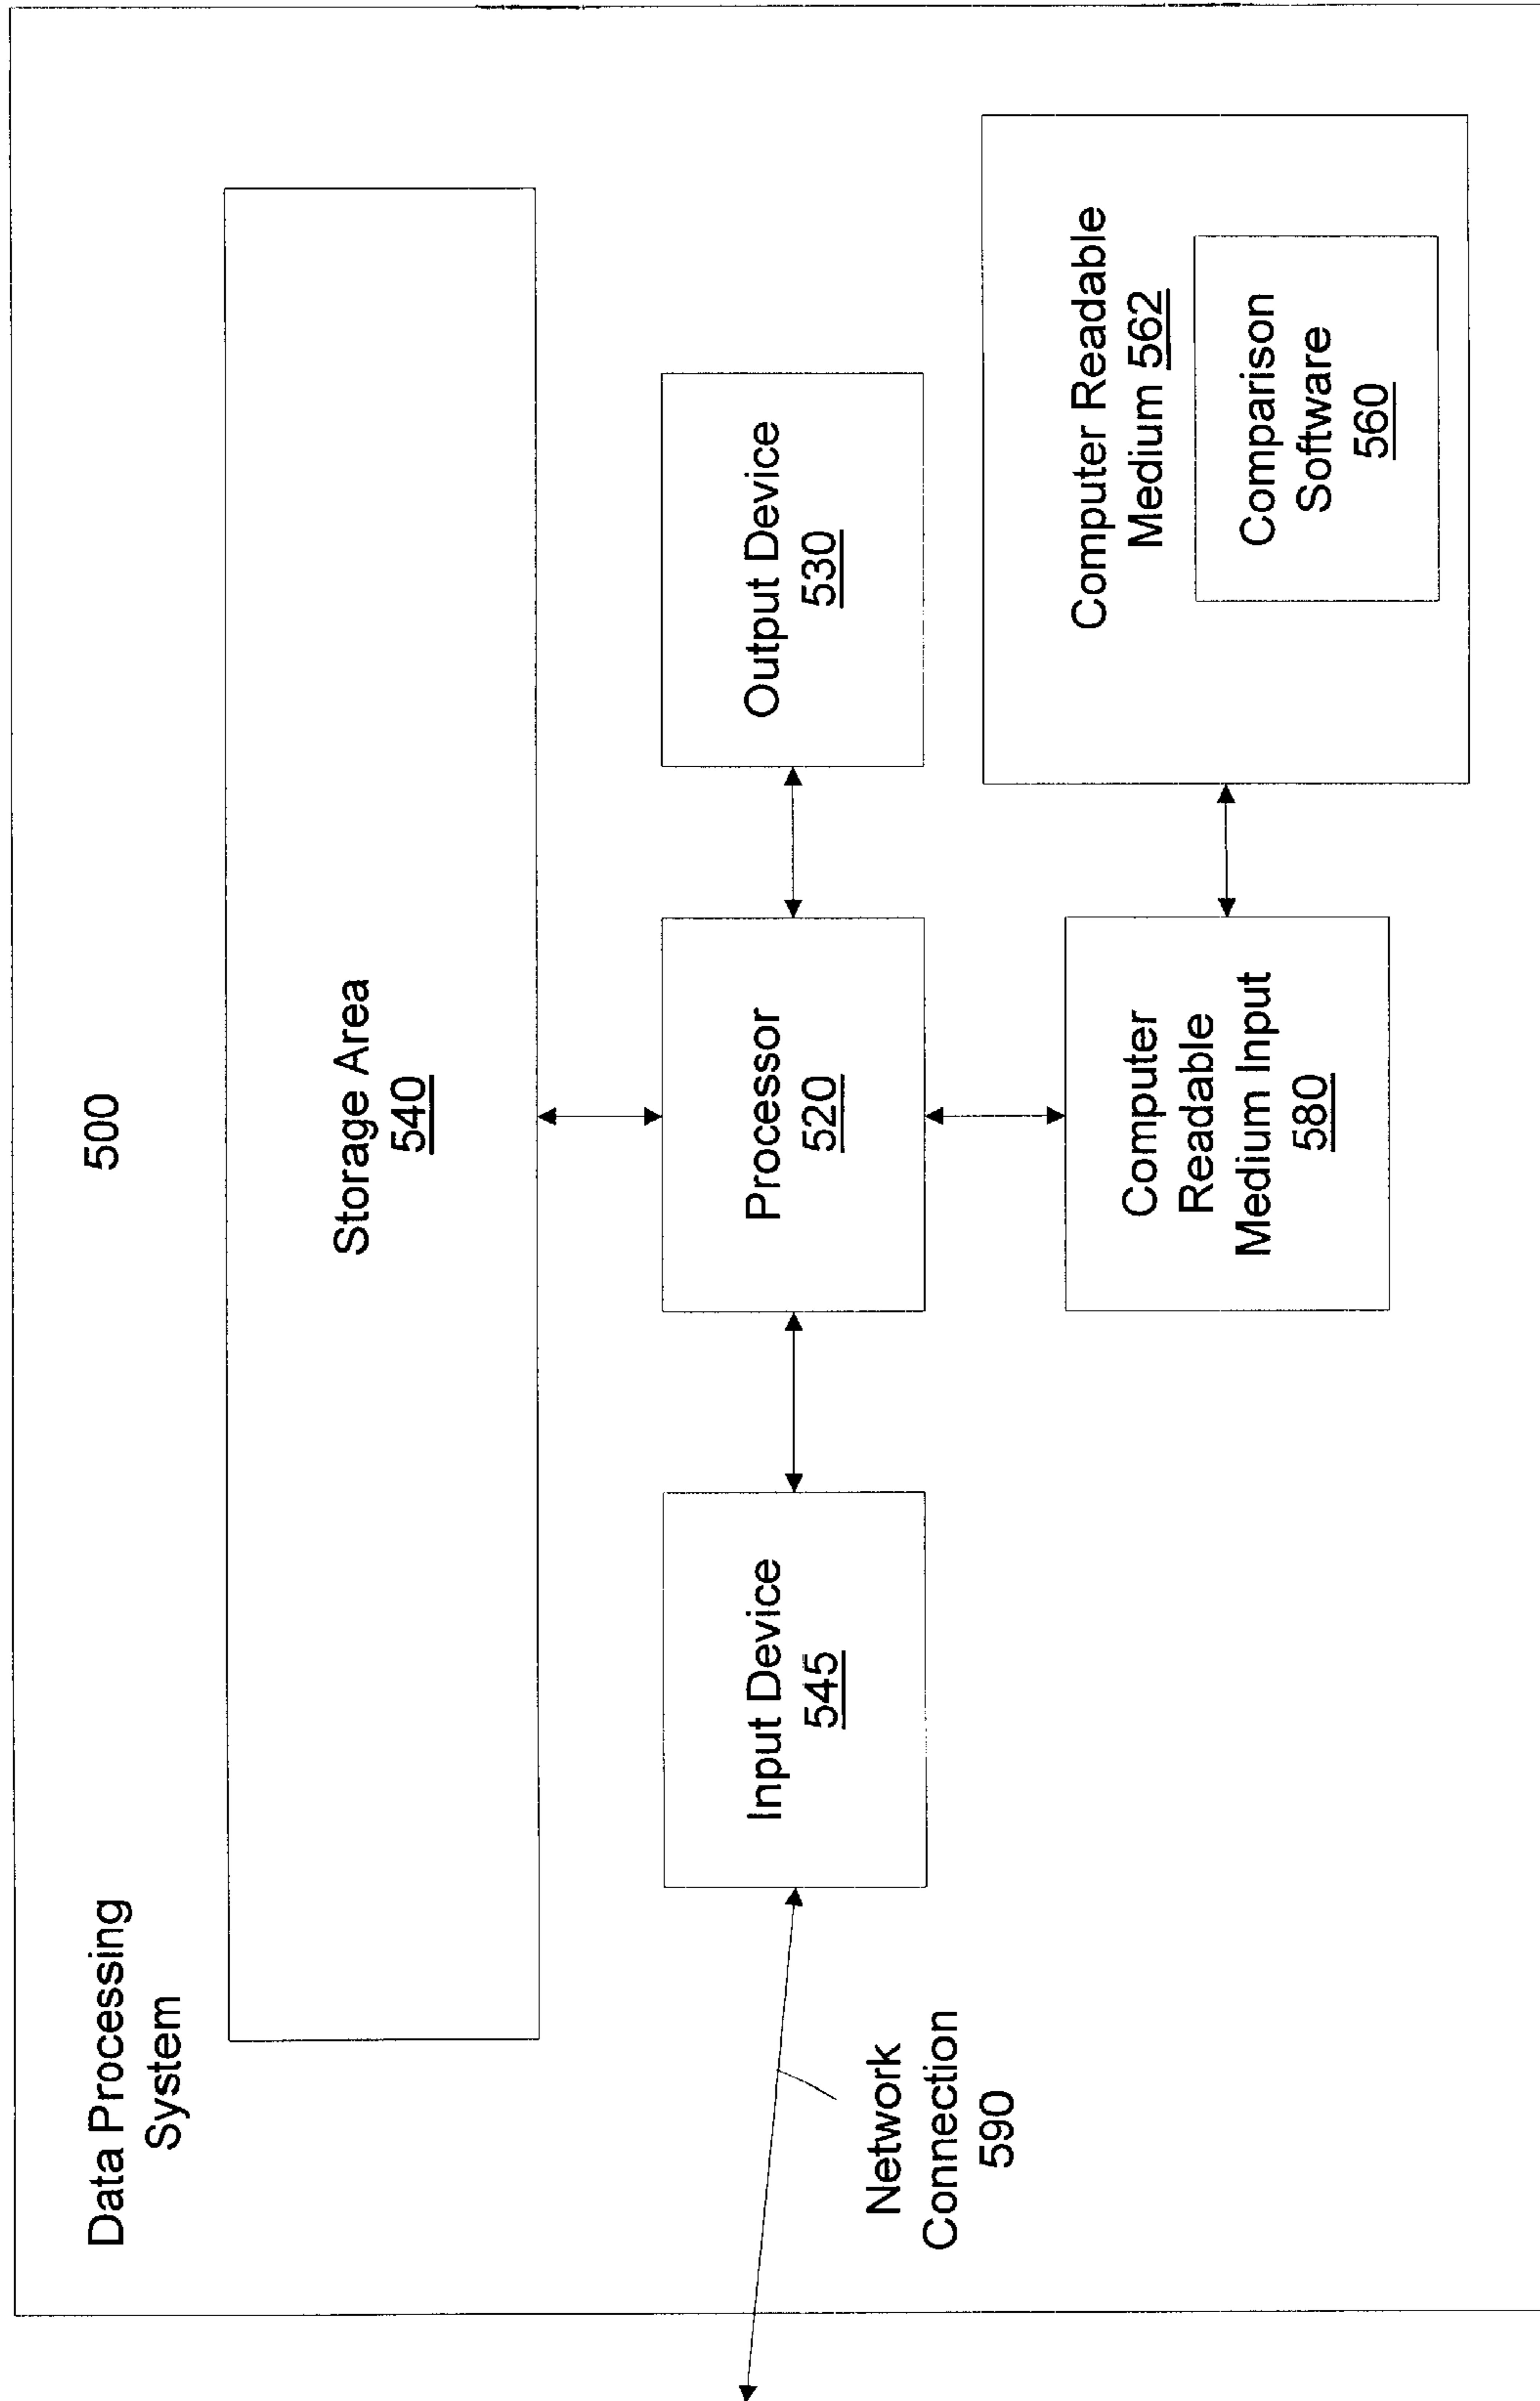 Data Processing
System
500
Storage Area
540
Input Device
545
Processor
520
Output Device
530
Network
Connection
590
Computer
Readable
Medium Input
580
Computer Readable
Medium 562
Comparison
Software
560